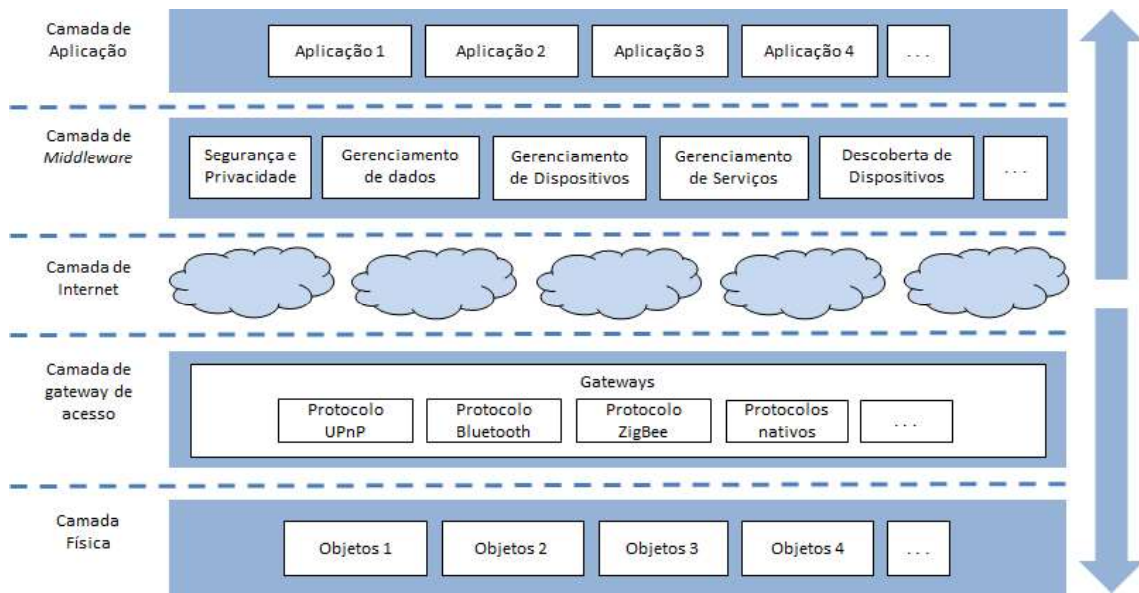 Camada de
Aplicação
Aplicação 1
Aplicação 2
Aplicação 3
Aplicação 4
. . .
Camada de
Middleware
Segurança e
Privacidade
Gerenciamento
de dados
Gerenciamento
de Dispositivos
Gerenciamento
de Serviços
Descoberta de
Dispositivos
. . .
Camada de
Internet
Camada de
gateway de
acesso
Gateways
Protocolo
UPnP
Protocolo
Bluetooth
Protocolo
ZigBee
Protocolos
nativos
. . .
Camada
Física
Objetos 1
Objetos 2
Objetos 3
Objetos 4
. . .